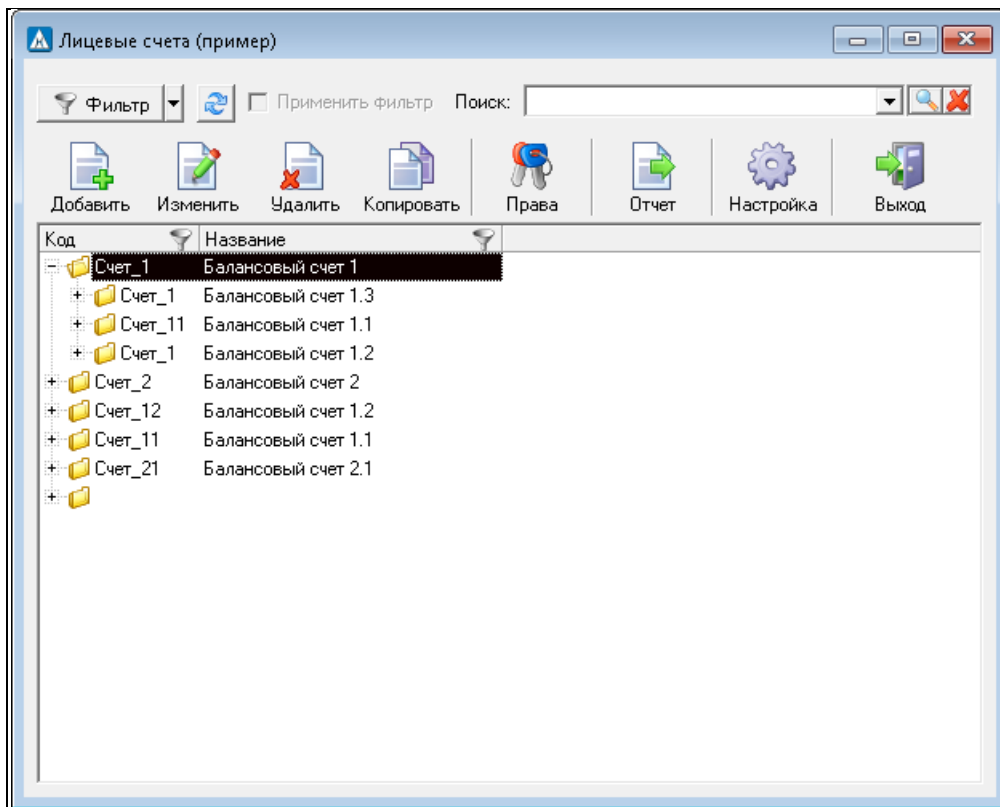 Лицевые счета (пример)
Фильтр Применить фильтр Поиск:
Добавить Изменить Удалить Копировать Права Отчет Настройка Выход
Код Название
Счет_1 Балансовый счет 1
Счет_1 Балансовый счет 1.3
Счет_11 Балансовый счет 1.1
Счет_1 Балансовый счет 1.2
Счет_2 Балансовый счет 2
Счет_12 Балансовый счет 1.2
Счет_11 Балансовый счет 1.1
Счет_21 Балансовый счет 2.1